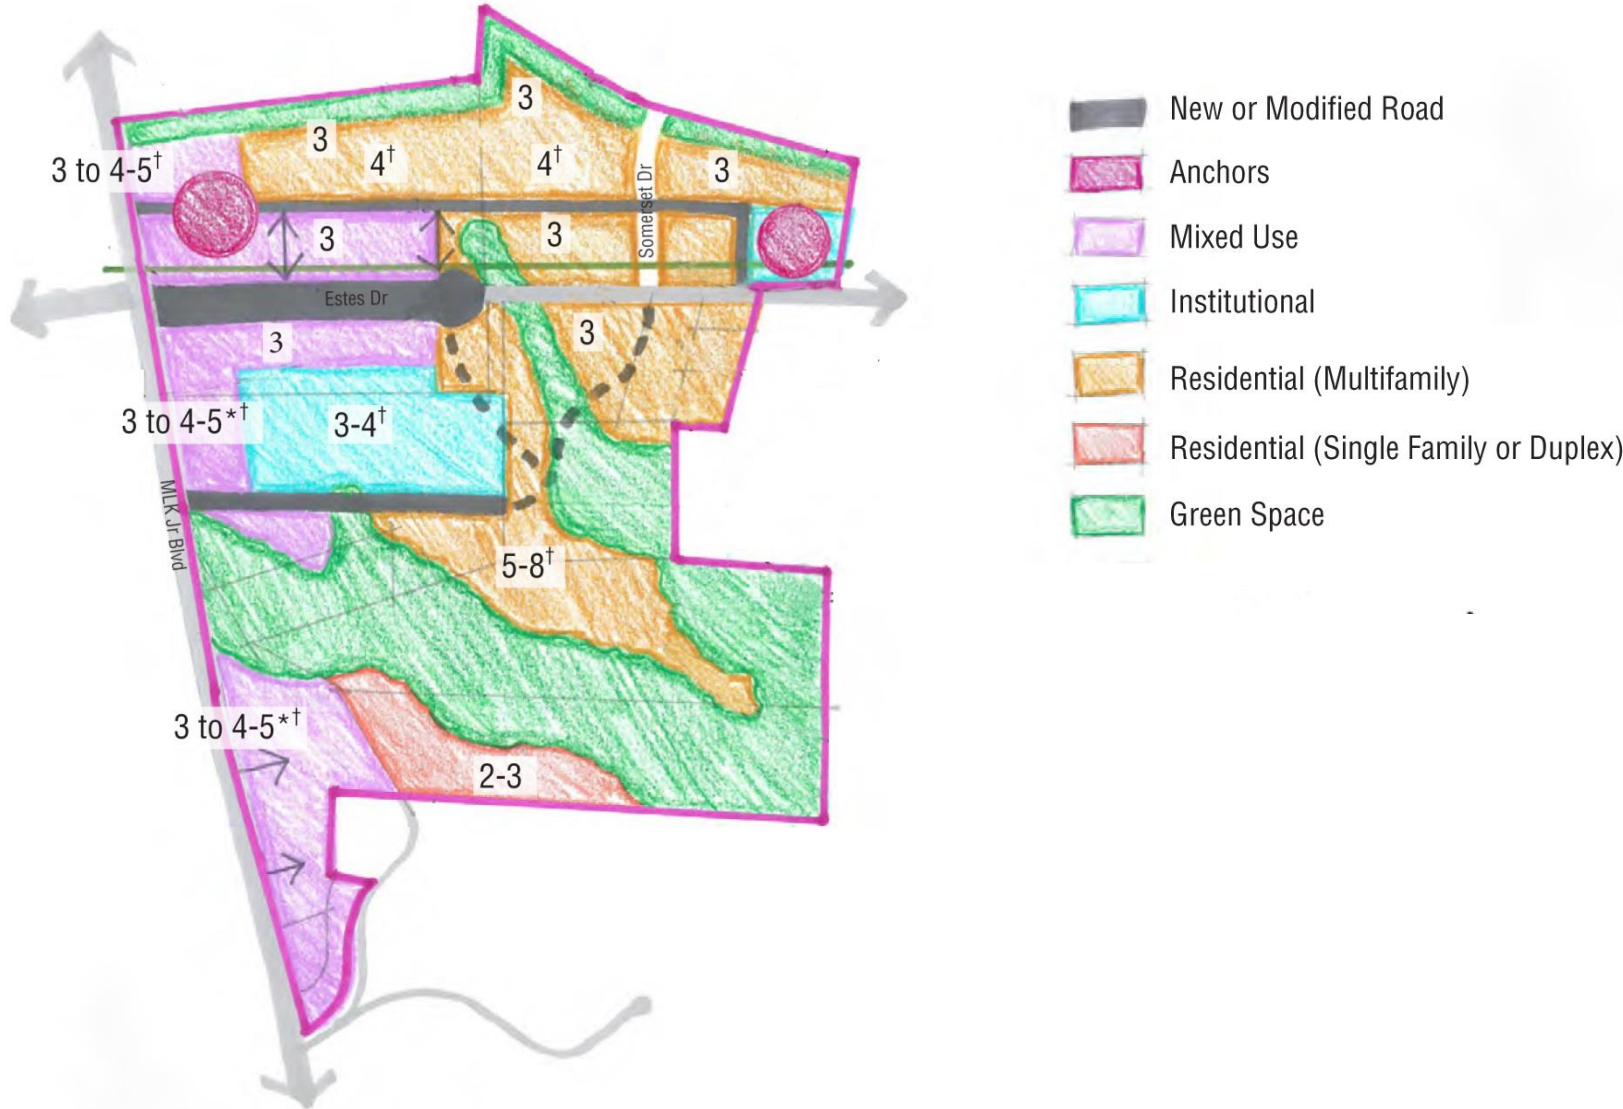 3
3
3 to 4-5†
4†
4†
3
Somerset Dr
3
3
Estes Dr
3
3
3 to 4-5*†
3-4†
MLK Jr Blvd
5-8†
3 to 4-5*†
2-3
New or Modified Road
Anchors
Mixed Use
Institutional
Residential (Multifamily)
Residential (Single Family or Duplex)
Green Space